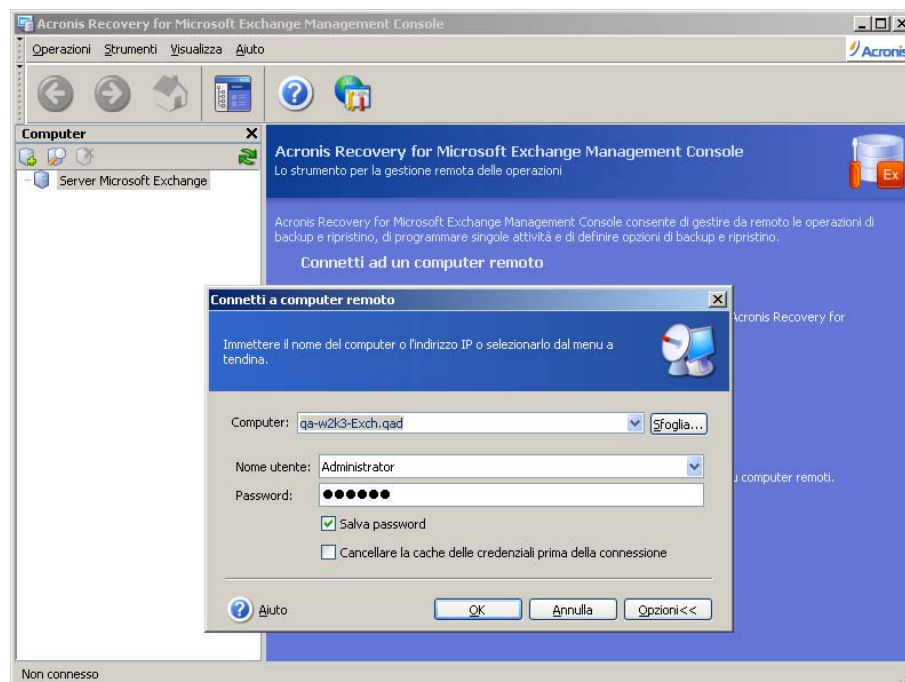 Acronis Recovery for Microsoft Exchange Management Console
Operazioni Strumenti Visualizza Aiuto
Acronis
Computer
Server Microsoft Exchange
Acronis Recovery for Microsoft Exchange Management Console
Lo strumento per la gestione remota delle operazioni
Ex
Acronis Recovery for Microsoft Exchange Management Console consente di gestire da remoto le operazioni di
backup e ripristino, di programmare singole attività e di definire opzioni di backup e ripristino.
Connetti ad un computer remoto
Acronis Recovery for
computer remoti.
Connetti a computer remoto
Immettere il nome del computer o l'indirizzo IP o selezionarlo dal menu a
tendina.
Computer: qa-w2k3-Exch.qad Sfoglia...
Nome utente: Administrator
Password: ●●●●●●
Salva password
Cancellare la cache delle credenziali prima della connessione
Aiuto OK Annulla Opzioni<<
Non connesso